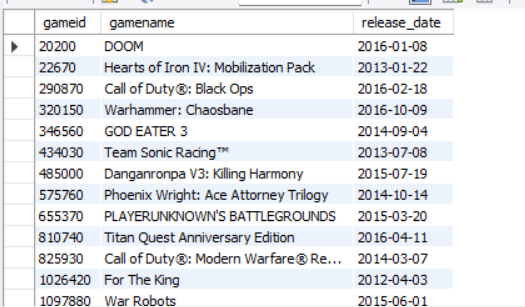 gameid gamename release_date
20200 DOOM 2016-01-08
22670 Hearts of Iron IV: Mobilization Pack 2013-01-22
290870 Call of Duty®: Black Ops 2016-02-18
320150 Warhammer: Chaosbane 2016-10-09
346560 GOD EATER 3 2014-09-04
434030 Team Sonic Racing™ 2013-07-08
485000 Danganronpa V3: Killing Harmony 2015-07-19
575760 Phoenix Wright: Ace Attorney Trilogy 2014-10-14
655370 PLAYERUNKNOWN'S BATTLEGROUNDS 2015-03-20
810740 Titan Quest Anniversary Edition 2016-04-11
825930 Call of Duty®: Modern Warfare® Re... 2014-03-07
1026420 For The King 2012-04-03
1097880 War Robots 2015-06-01